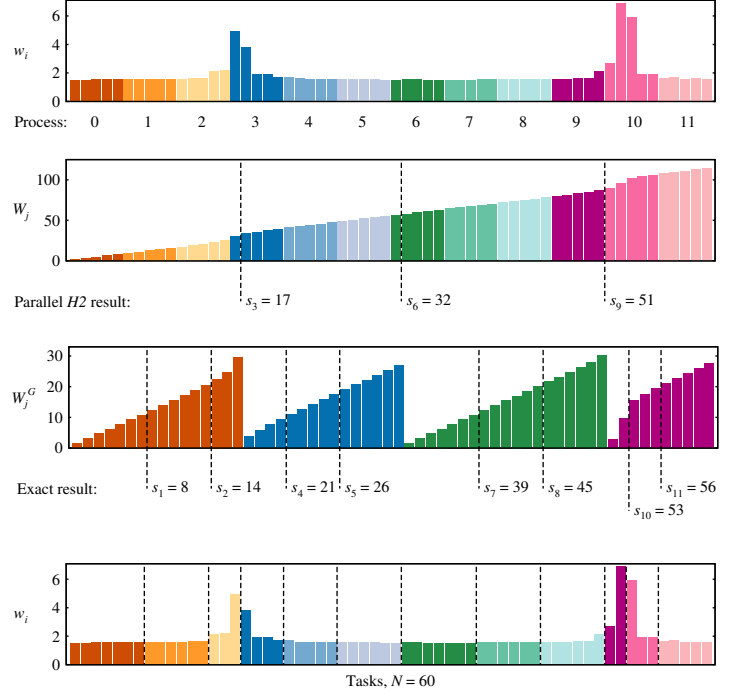 6
4
2
0
w_i
Process: 0 1 2 3 4 5 6 7 8 9 10 11
100
50
0
W_j
Parallel H2 result: s_3 = 17 s_6 = 32 s_9 = 51
30
20
10
0
W_j^G
Exact result: s_1 = 8 s_2 = 14 s_4 = 21 s_5 = 26 s_7 = 39 s_8 = 45 s_11 = 56
s_10 = 53
6
4
2
0
w_i
Tasks, N = 60